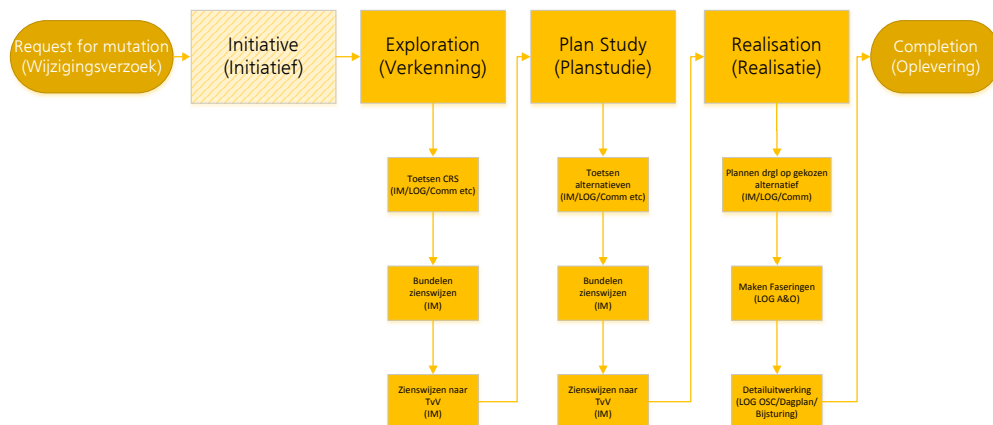 Request for mutation
(Wijzigingsverzoek)
Initiative
(Initiatief)
Exploration
(Verkenning)
Plan Study
(Planstudie)
Realisation
(Realisatie)
Completion
(Oplevering)
Toetsen CRS
(IM/LOG/Comm etc)
Toetsen
alternatieven
(IM/LOG/Comm etc)
Plannen drgl op gekozen
alternatief
(IM/LOG/Comm)
Bundelen
zienswijzen
(IM)
Bundelen
zienswijzen
(IM)
Maken Faseringen
(LOG A&O)
Zienswijzen naar
TvV
(IM)
Zienswijzen naar
TvV
(IM)
Detailuitwerking
(LOG OSC/Dagplan/
Bijsturing)